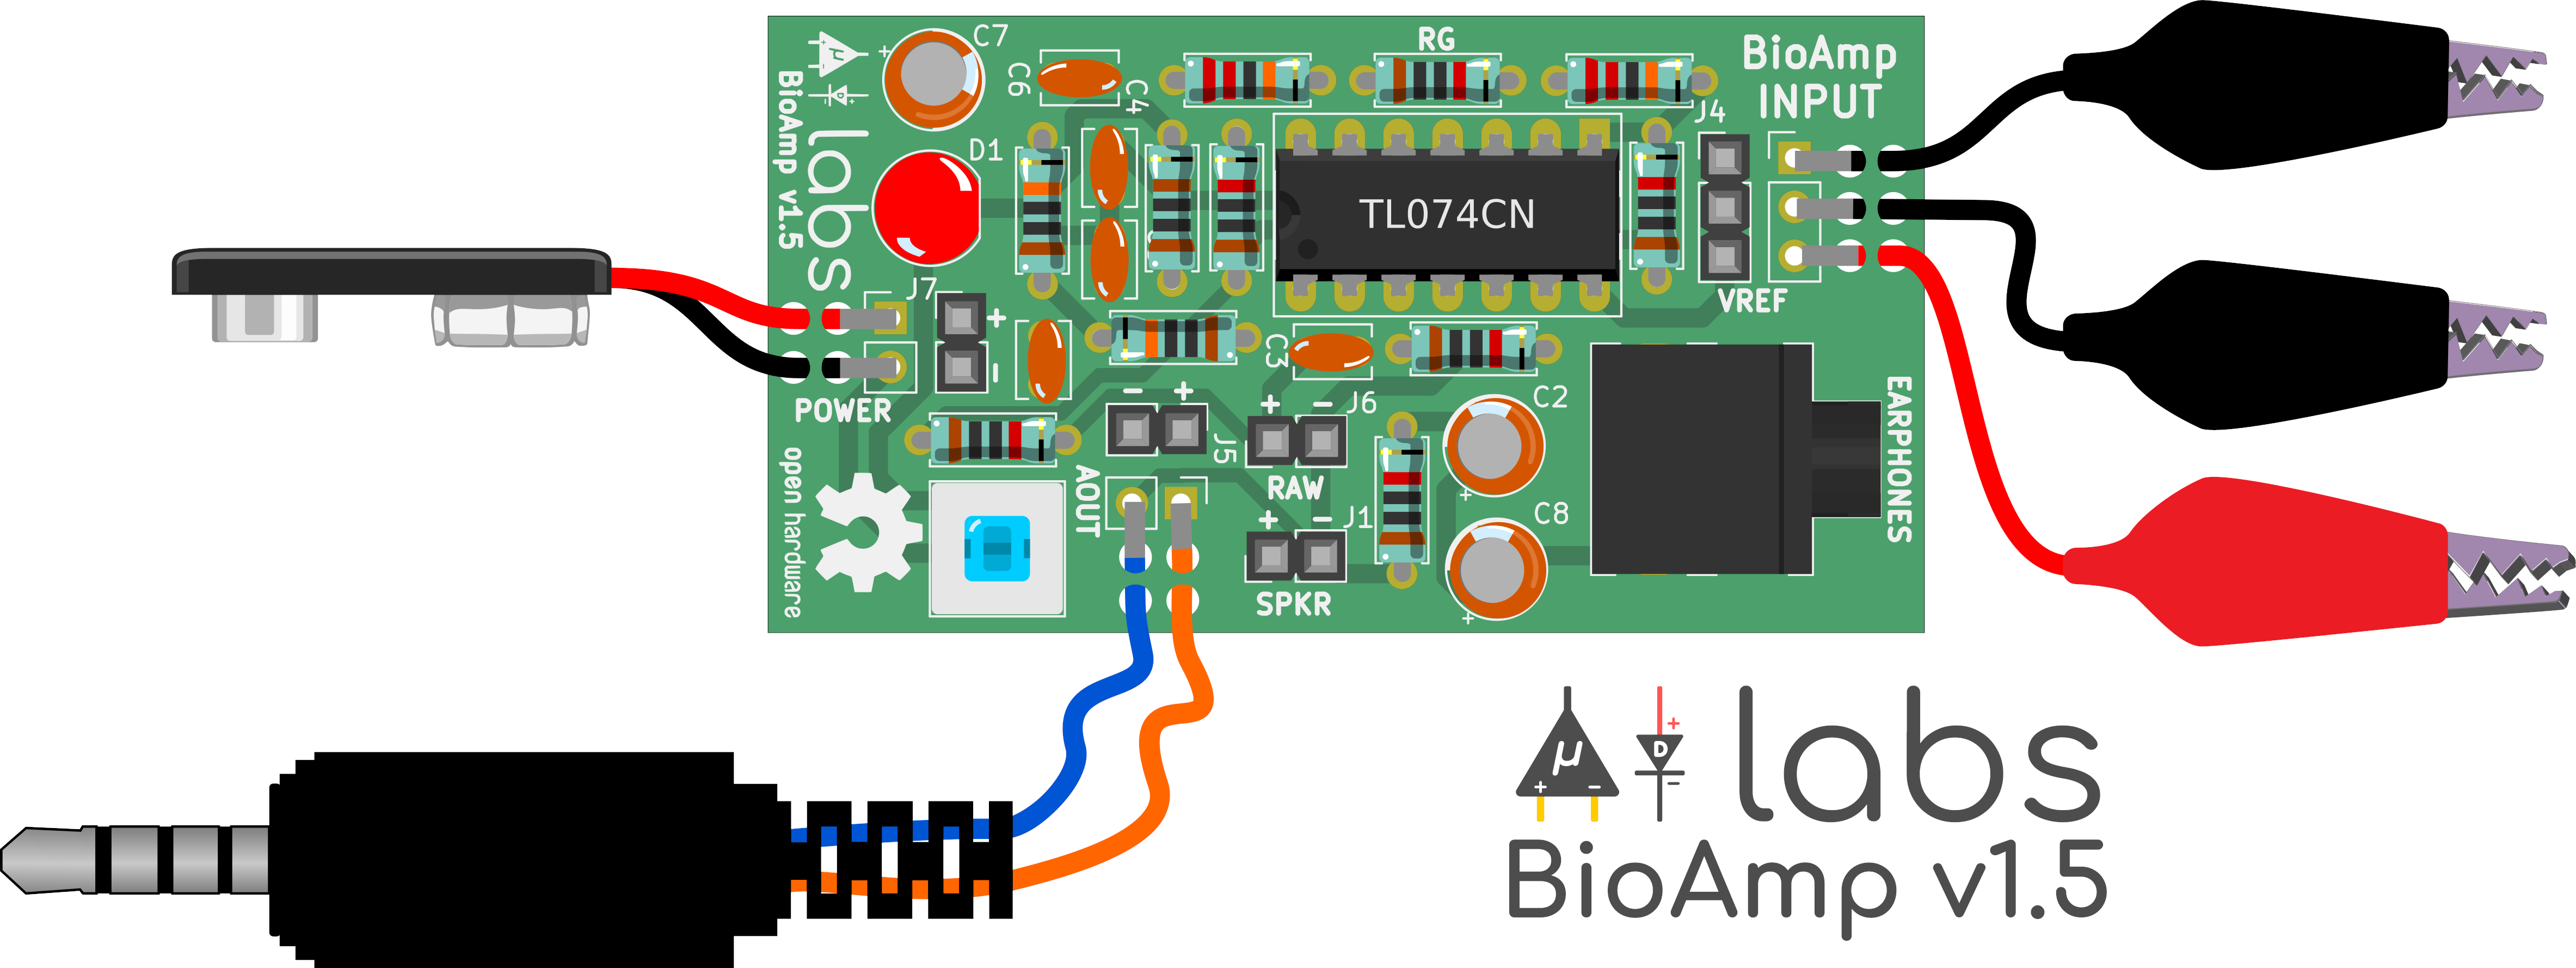 C7
C6
C4
RG
BioAmp
INPUT
J4
D1
μ
D
labs
BioAmp v1.5
TL074CN
VREF
J7
+
-
POWER
C3
- +
J5
+ - J6
RAW
AOUT
C2
EARPHONES
open hardware
+ - J1
SPKR
C8
μ
+ -
D
+
-
labs
BioAmp v1.5